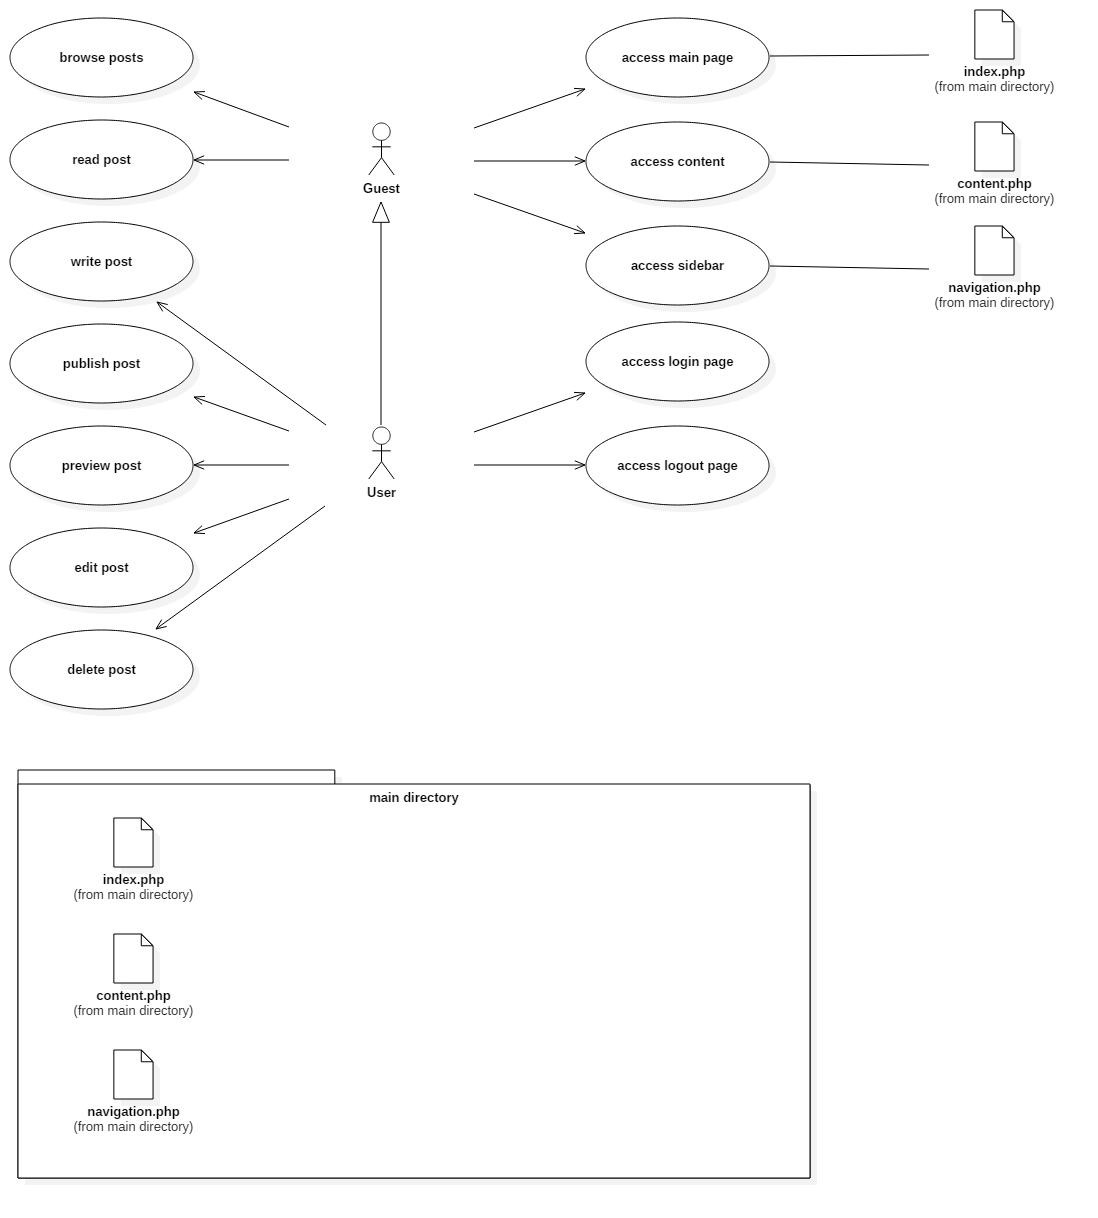 browse posts
read post
write post
publish post
preview post
edit post
delete post
Guest
User
access main page
access content
access sidebar
access login page
access logout page
index.php
(from main directory)
content.php
(from main directory)
navigation.php
(from main directory)
main directory
index.php
(from main directory)
content.php
(from main directory)
navigation.php
(from main directory)